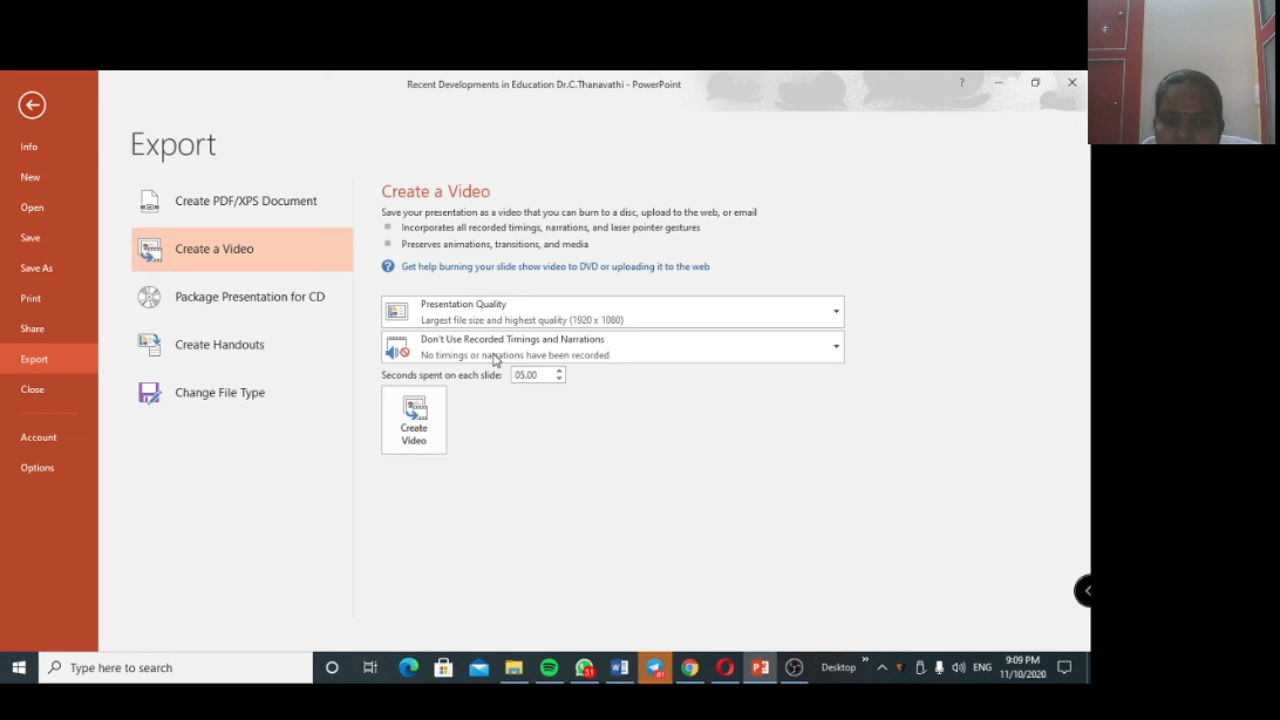 Recent Developments in Education Dr.C.Thanavathi - PowerPoint
?
Info
New
Open
Save
Save As
Print
Share
Export
Close
Account
Options
Export
Create PDF/XPS Document
Create a Video
Package Presentation for CD
Create Handouts
Change File Type
Create a Video
Save your presentation as a video that you can burn to a disc, upload to the web, or email
Incorporates all recorded timings, narrations, and laser pointer gestures
Preserves animations, transitions, and media
? Get help burning your slide show video to DVD or uploading it to the web
Presentation Quality
Largest file size and highest quality (1920 x 1080)
Don't Use Recorded Timings and Narrations
No timings or narrations have been recorded
Seconds spent on each slide: 05.00
Create
Video
Type here to search
Desktop
ENG
9:09 PM
11/10/2020